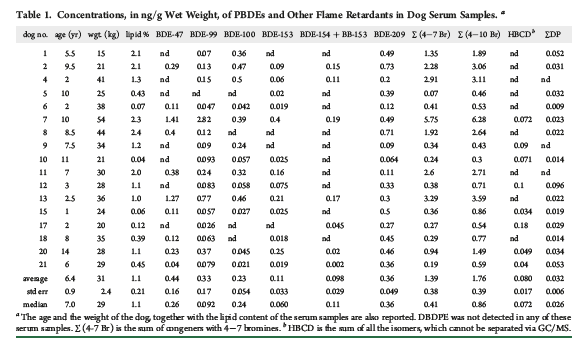 Table 1. Concentrations, in ng/g Wet Weight, of PBDEs and Other Flame Retardants in Dog Serum Samples. a
dog no. age (yr) wgt. (kg) lipid % BDE-47 BDE-99 BDE-100 BDE-153 BDE-154 + BB-153 BDE-209 Σ (4−7 Br) Σ (4−10 Br) HBCD b ΣDP
1 5.5 15 2.1 nd 0.07 0.36 nd nd 0.49 1.35 1.89 nd 0.052
2 9.5 21 2.1 0.29 0.13 0.47 0.09 0.15 0.73 2.28 3.06 nd 0.031
4 2 41 1.3 nd 0.15 0.5 0.06 0.11 0.2 2.91 3.11 nd nd
5 10 25 0.43 nd nd nd 0.02 nd 0.39 0.07 0.46 nd 0.032
6 2 38 0.07 0.11 0.047 0.042 0.019 nd 0.12 0.41 0.53 nd 0.009
7 10 54 2.3 1.41 2.82 0.39 0.4 0.19 0.49 5.75 6.28 0.072 0.023
8 8.5 44 2.4 0.4 0.12 nd nd nd 0.71 1.92 2.64 nd 0.022
9 7.5 34 1.2 nd 0.09 0.24 nd nd 0.09 0.34 0.43 0.09 nd
10 11 21 0.04 nd 0.093 0.057 0.025 nd 0.064 0.24 0.3 0.071 0.014
11 7 30 2.0 0.38 0.24 0.32 0.16 nd 0.11 2.6 2.71 nd nd
12 3 28 1.1 nd 0.083 0.058 0.075 nd 0.33 0.38 0.71 0.1 0.096
13 2.5 36 1.0 1.27 0.77 0.46 0.21 0.17 0.3 3.29 3.59 nd 0.022
15 1 24 0.06 0.11 0.057 0.027 0.025 nd 0.5 0.36 0.86 0.034 0.019
17 2 20 0.12 nd 0.026 nd nd 0.045 0.27 0.27 0.54 0.18 0.029
18 8 35 0.39 0.12 0.063 nd 0.018 nd 0.45 0.29 0.77 nd 0.014
20 14 28 1.1 0.23 0.037 0.045 0.25 0.02 0.46 0.94 1.49 0.049 0.034
21 6 29 0.45 0.04 0.079 0.021 0.019 0.002 0.36 0.19 0.59 0.04 0.053
average 6.4 31 1.1 0.44 0.33 0.23 0.11 0.098 0.36 1.39 1.76 0.080 0.032
std err 0.9 2.4 0.21 0.16 0.17 0.054 0.033 0.029 0.049 0.38 0.39 0.017 0.006
median 7.0 29 1.1 0.26 0.092 0.24 0.060 0.11 0.36 0.41 0.86 0.072 0.026
a The age and the weight of the dog, together with the lipid content of the serum samples are also reported. DBDPE was not detected in any of these
serum samples. Σ (4-7 Br) is the sum of congeners with 4−7 bromines. b HBCD is the sum of all the isomers, which cannot be separated via GC/MS.